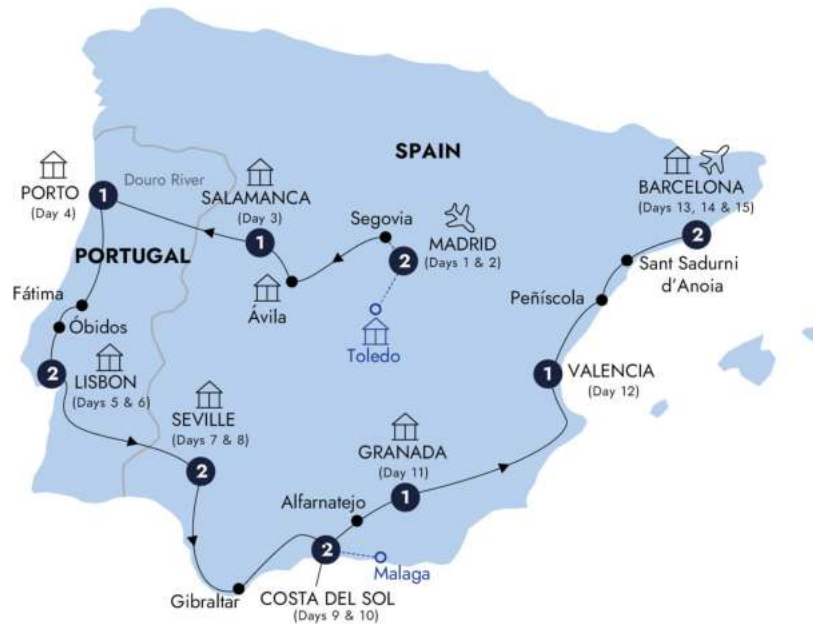 SPAIN
PORTO
(Day 4)
1
Douro River
SALAMANCA
(Day 3)
1
Segovia
MADRID
(Days 1 & 2)
2
BARCELONA
(Days 13, 14 & 15)
2
PORTUGAL
Ávila
Toledo
Sant Sadurni
d'Anoia
Peñíscola
Fátima
Óbidos
2
LISBON
(Days 5 & 6)
1
VALENCIA
(Day 12)
SEVILLE
(Days 7 & 8)
2
GRANADA
(Day 11)
1
Alfarnatejo
2
Malaga
Gibraltar
COSTA DEL SOL
(Days 9 & 10)